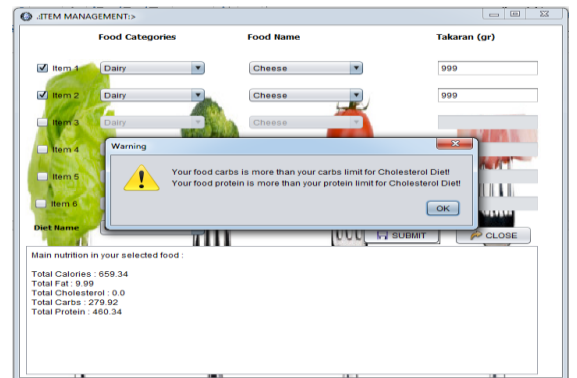 .:ITEM MANAGEMENT:>
Food Categories Food Name Takaran (gr)
Item 1 Dairy Cheese 999
Item 2 Dairy Cheese 999
Item 3 Dairy Cheese
Item 4
Warning
Your food carbs is more than your carbs limit for Cholesterol Diet!
Your food protein is more than your protein limit for Cholesterol Diet!
OK
Item 5
Item 6
Diet Name SUBMIT CLOSE
Main nutrition in your selected food :
Total Calories : 659.34
Total Fat : 9.99
Total Cholesterol : 0.0
Total Carbs : 279.92
Total Protein : 460.34